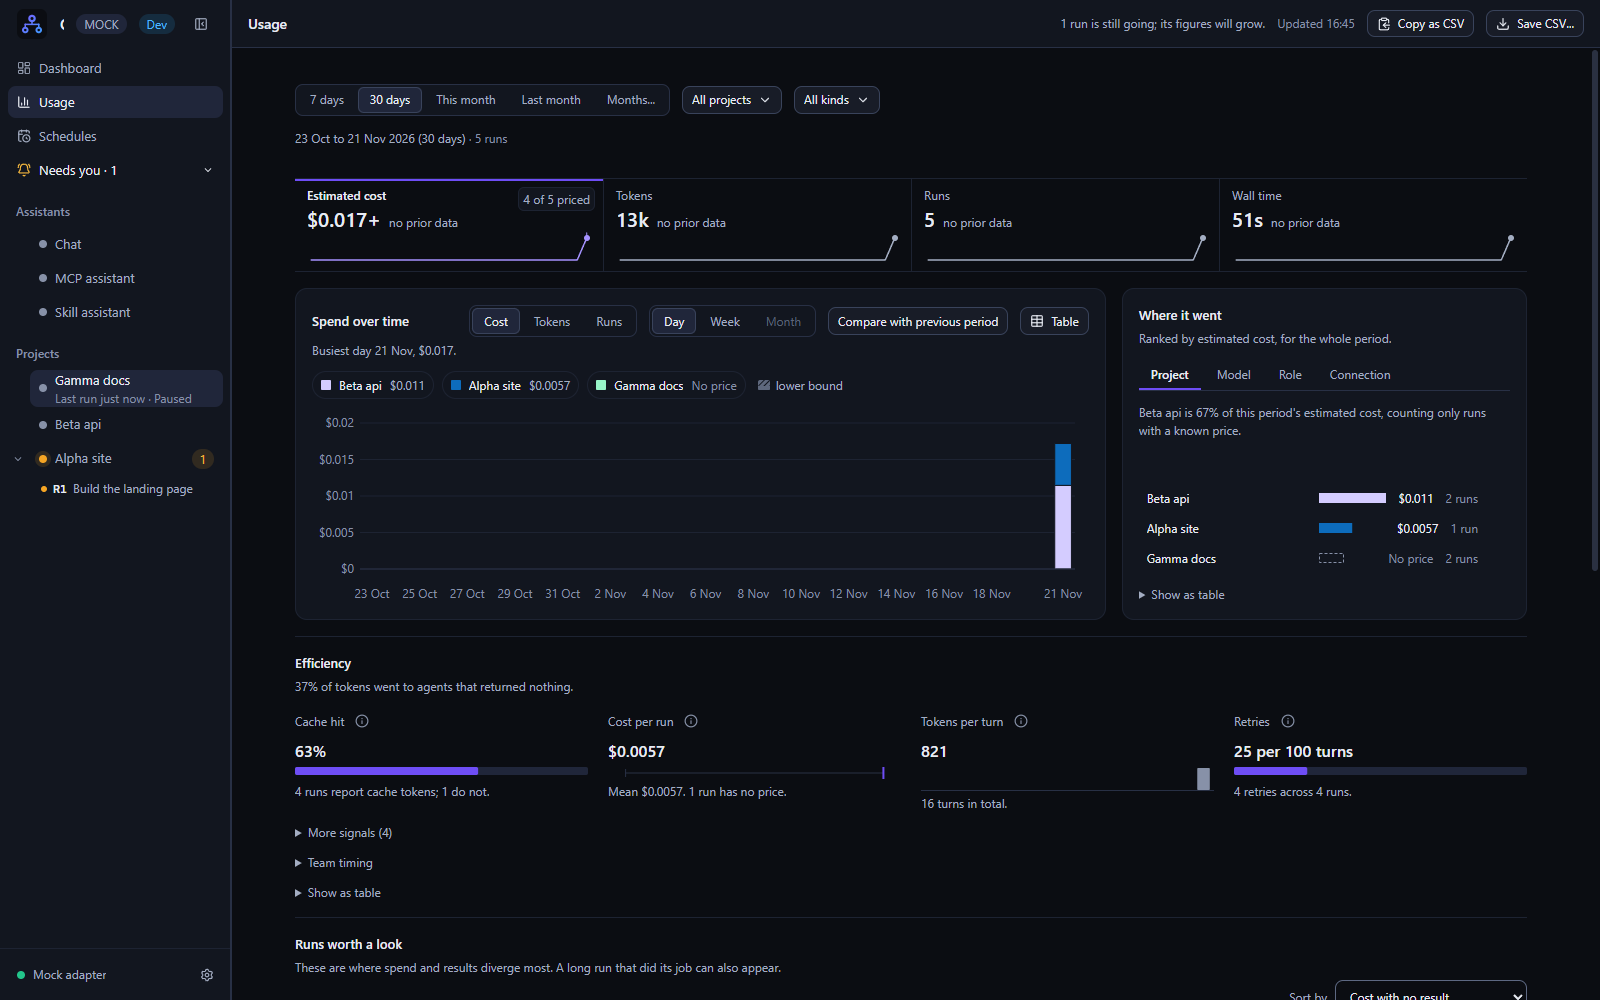 MOCK
Dev
Dashboard
Usage
Schedules
Needs you · 1
Assistants
Chat
MCP assistant
Skill assistant
Projects
Gamma docs
Last run just now · Paused
Beta api
Alpha site 1
R1 Build the landing page
Mock adapter
Usage
1 run is still going; its figures will grow. Updated 16:45 Copy as CSV Save CSV...
7 days 30 days This month Last month Months... All projects All kinds
23 Oct to 21 Nov 2026 (30 days) · 5 runs
Estimated cost 4 of 5 priced
$0.017+ no prior data
Tokens
13k no prior data
Runs
5 no prior data
Wall time
51s no prior data
Spend over time Cost Tokens Runs Day Week Month Compare with previous period Table
Busiest day 21 Nov, $0.017.
Beta api $0.011 Alpha site $0.0057 Gamma docs No price lower bound
$0.02
$0.015
$0.01
$0.005
$0
23 Oct 25 Oct 27 Oct 29 Oct 31 Oct 2 Nov 4 Nov 6 Nov 8 Nov 10 Nov 12 Nov 14 Nov 16 Nov 18 Nov 21 Nov
Where it went
Ranked by estimated cost, for the whole period.
Project Model Role Connection
Beta api is 67% of this period's estimated cost, counting only runs
with a known price.
Beta api $0.011 2 runs
Alpha site $0.0057 1 run
Gamma docs No price 2 runs
Show as table
Efficiency
37% of tokens went to agents that returned nothing.
Cache hit
63%
4 runs report cache tokens; 1 do not.
Cost per run
$0.0057
Mean $0.0057. 1 run has no price.
Tokens per turn
821
16 turns in total.
Retries
25 per 100 turns
4 retries across 4 runs.
More signals (4)
Team timing
Show as table
Runs worth a look
These are where spend and results diverge most. A long run that did its job can also appear.
Sort by Cost with no result